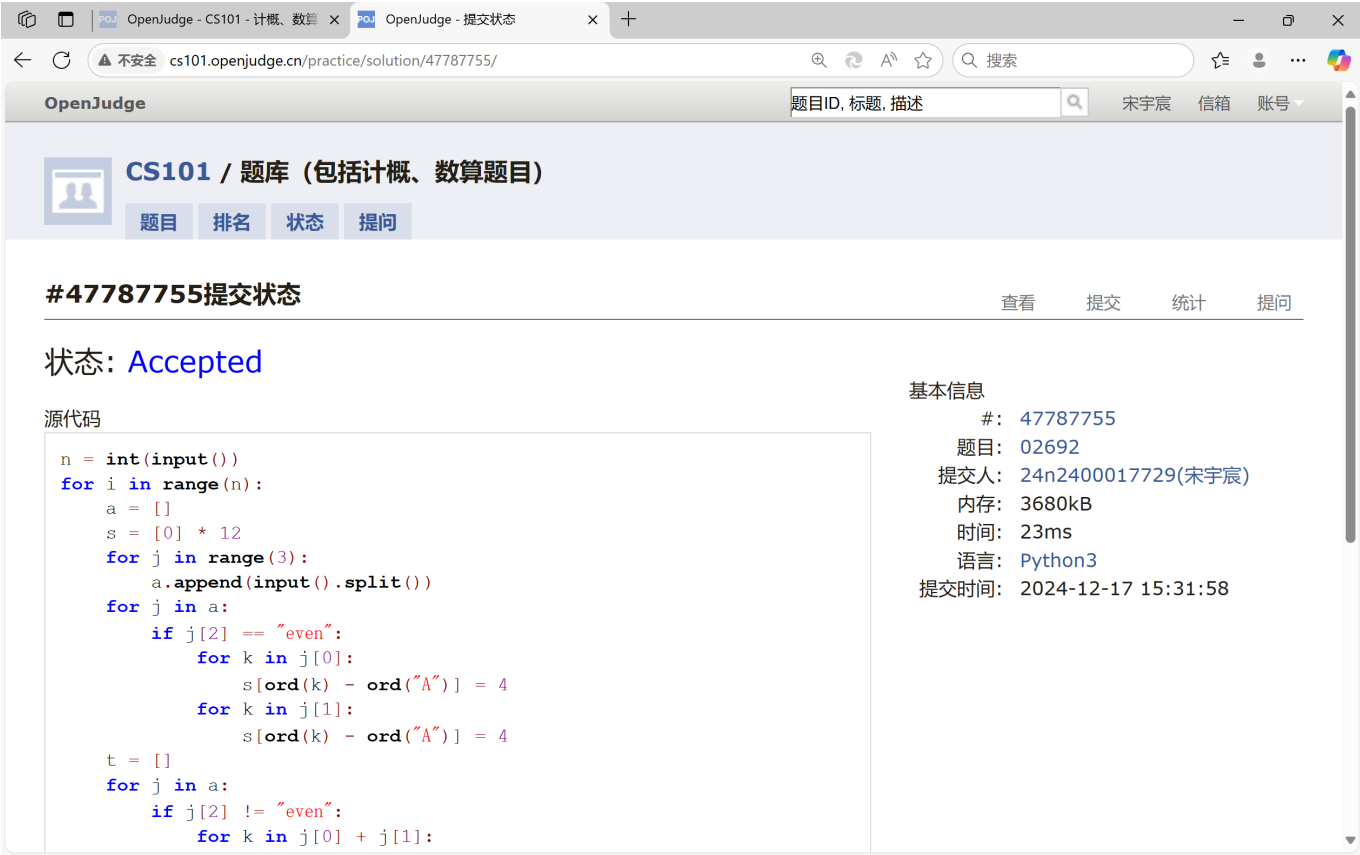 OpenJudge - CS101 - 计概、数算
OpenJudge - 提交状态
不安全 cs101.openjudge.cn/practice/solution/47787755/
搜索
OpenJudge
题目ID, 标题, 描述
宋宇宸 信箱 账号
CS101 / 题库（包括计概、数算题目）
题目 排名 状态 提问
#47787755提交状态
查看 提交 统计 提问
状态: Accepted
源代码
n = int(input())
for i in range(n):
    a = []
    s = [0] * 12
    for j in range(3):
        a.append(input().split())
    for j in a:
        if j[2] == "even":
            for k in j[0]:
                s[ord(k) - ord("A")] = 4
            for k in j[1]:
                s[ord(k) - ord("A")] = 4
    t = []
    for j in a:
        if j[2] != "even":
            for k in j[0] + j[1]:
基本信息
#: 47787755
题目: 02692
提交人: 24n2400017729(宋宇宸)
内存: 3680kB
时间: 23ms
语言: Python3
提交时间: 2024-12-17 15:31:58